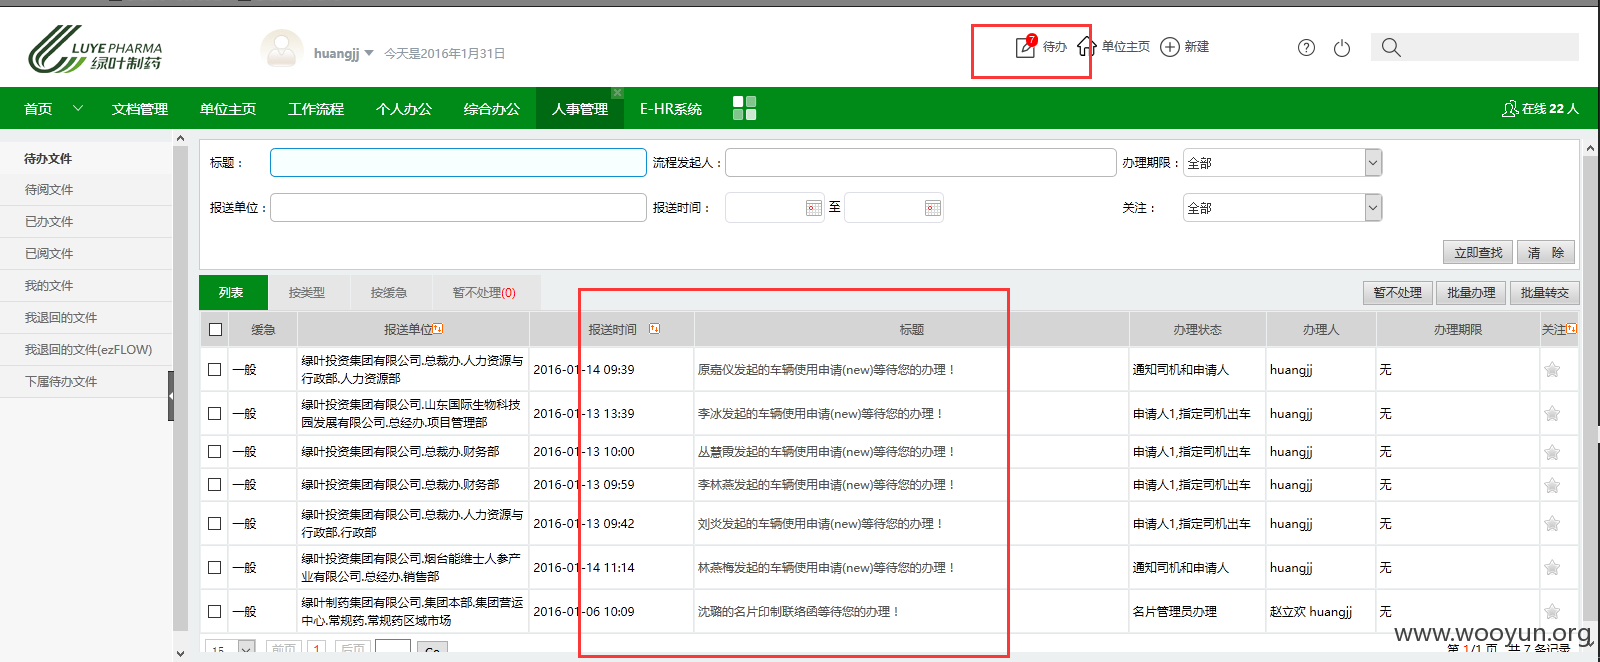 LUYE PHARMA
绿叶制药
huangjj 今天是2016年1月31日
7 待办 单位主页 新建
首页 文档管理 单位主页 工作流程 个人办公 综合办公 人事管理 E-HR系统 在线 22 人
待办文件
待阅文件
已办文件
已阅文件
我的文件
我退回的文件
我退回的文件(ezFLOW)
下属待办文件
标题： 流程发起人： 办理期限： 全部
报送单位： 报送时间： 至 关注： 全部
立即查找 清 除
列表 按类型 按缓急 暂不处理(0) 暂不处理 批量办理 批量转交
缓急 报送单位 报送时间 标题 办理状态 办理人 办理期限 关注
一般 绿叶投资集团有限公司.总裁办.人力资源与行政部.人力资源部 2016-01-14 09:39 原嘉仪发起的车辆使用申请(new)等待您的办理！ 通知司机和申请人 huangjj 无
一般 绿叶投资集团有限公司.山东国际生物科技园发展有限公司.总经办.项目管理部 2016-01-13 13:39 李冰发起的车辆使用申请(new)等待您的办理！ 申请人1,指定司机出车 huangjj 无
一般 绿叶投资集团有限公司.总裁办.财务部 2016-01-13 10:00 丛慧霞发起的车辆使用申请(new)等待您的办理！ 申请人1,指定司机出车 huangjj 无
一般 绿叶投资集团有限公司.总裁办.财务部 2016-01-13 09:59 李林燕发起的车辆使用申请(new)等待您的办理！ 申请人1,指定司机出车 huangjj 无
一般 绿叶投资集团有限公司.总裁办.人力资源与行政部.行政部 2016-01-13 09:42 刘炎发起的车辆使用申请(new)等待您的办理！ 申请人1,指定司机出车 huangjj 无
一般 绿叶投资集团有限公司.烟台能维士人参产业有限公司.总经办.销售部 2016-01-14 11:14 林燕梅发起的车辆使用申请(new)等待您的办理！ 通知司机和申请人 huangjj 无
一般 绿叶制药集团有限公司.集团本部.集团营运中心.常规药.常规药区域市场 2016-01-06 10:09 沈璐的名片印制联络函等待您的办理！ 名片管理员办理 赵立欢 huangjj 无
15 前页 1 后页 Go 第 1/1 页 共 7 条记录
www.wooyun.org